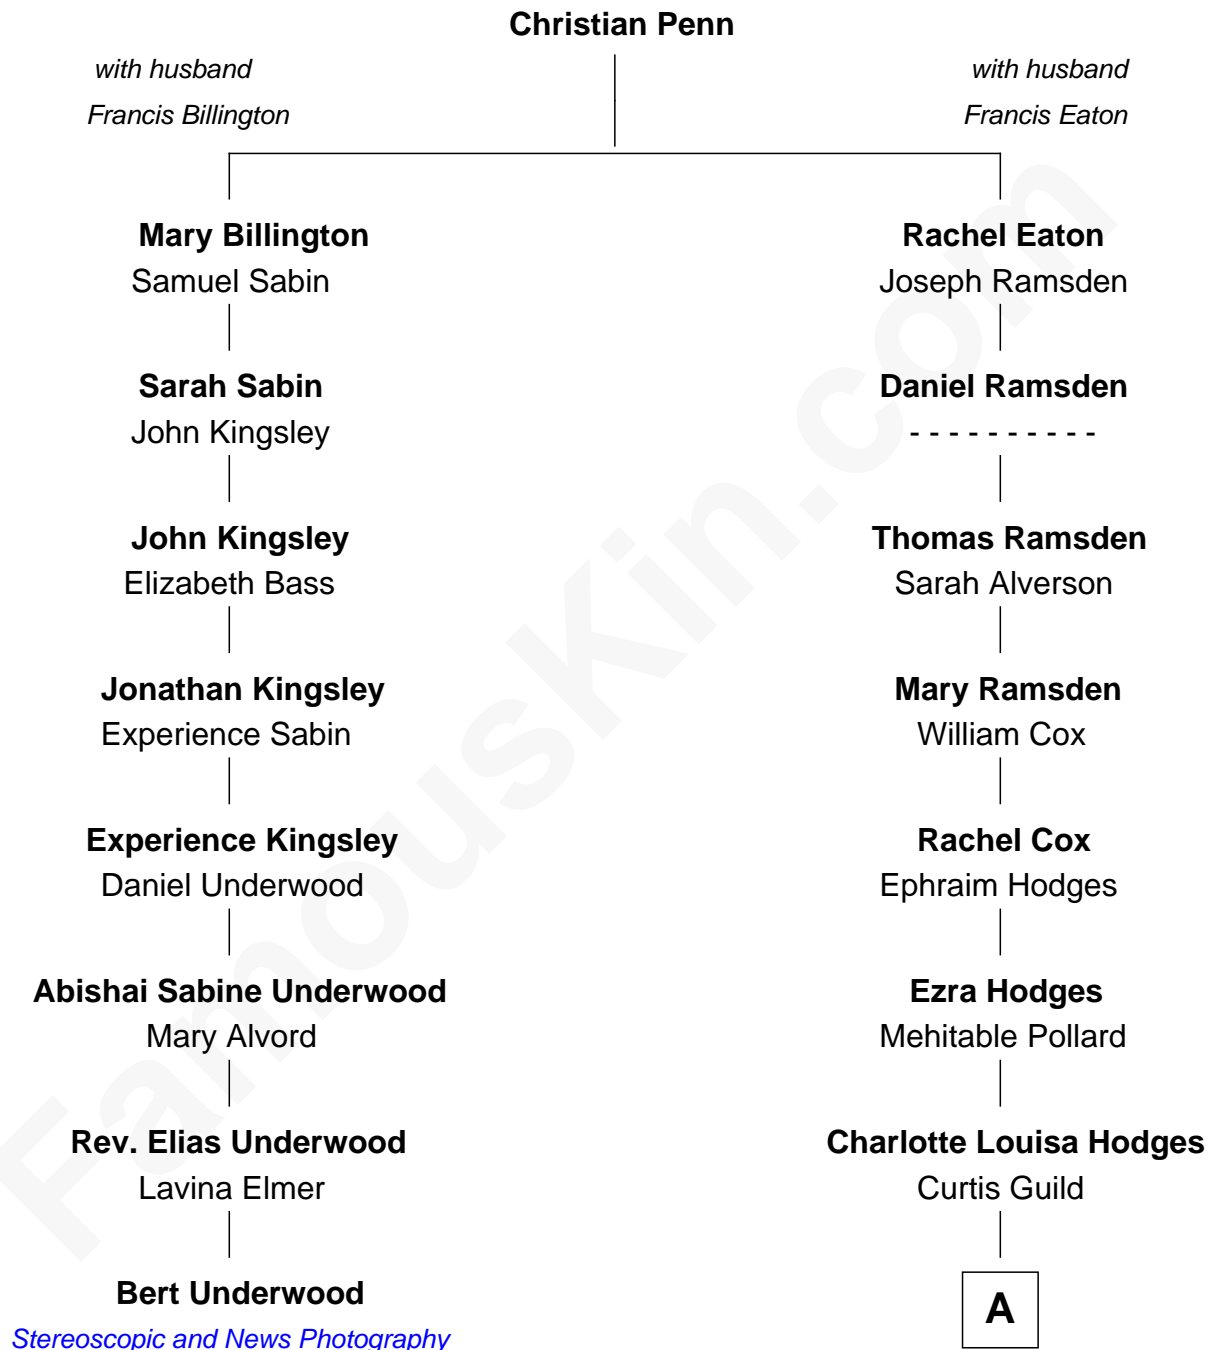 Christian Penn
with husband
Francis Billington
with husband
Francis Eaton
Mary Billington
Samuel Sabin
Rachel Eaton
Joseph Ramsden
Sarah Sabin
John Kingsley
Daniel Ramsden
- - - - - - - - - -
John Kingsley
Elizabeth Bass
Thomas Ramsden
Sarah Alverson
Jonathan Kingsley
Experience Sabin
Mary Ramsden
William Cox
Experience Kingsley
Daniel Underwood
Rachel Cox
Ephraim Hodges
Abishai Sabine Underwood
Mary Alvord
Ezra Hodges
Mehitable Pollard
Rev. Elias Underwood
Lavina Elmer
Charlotte Louisa Hodges
Curtis Guild
Bert Underwood
Stereoscopic and News Photography
A
FamousKin.com